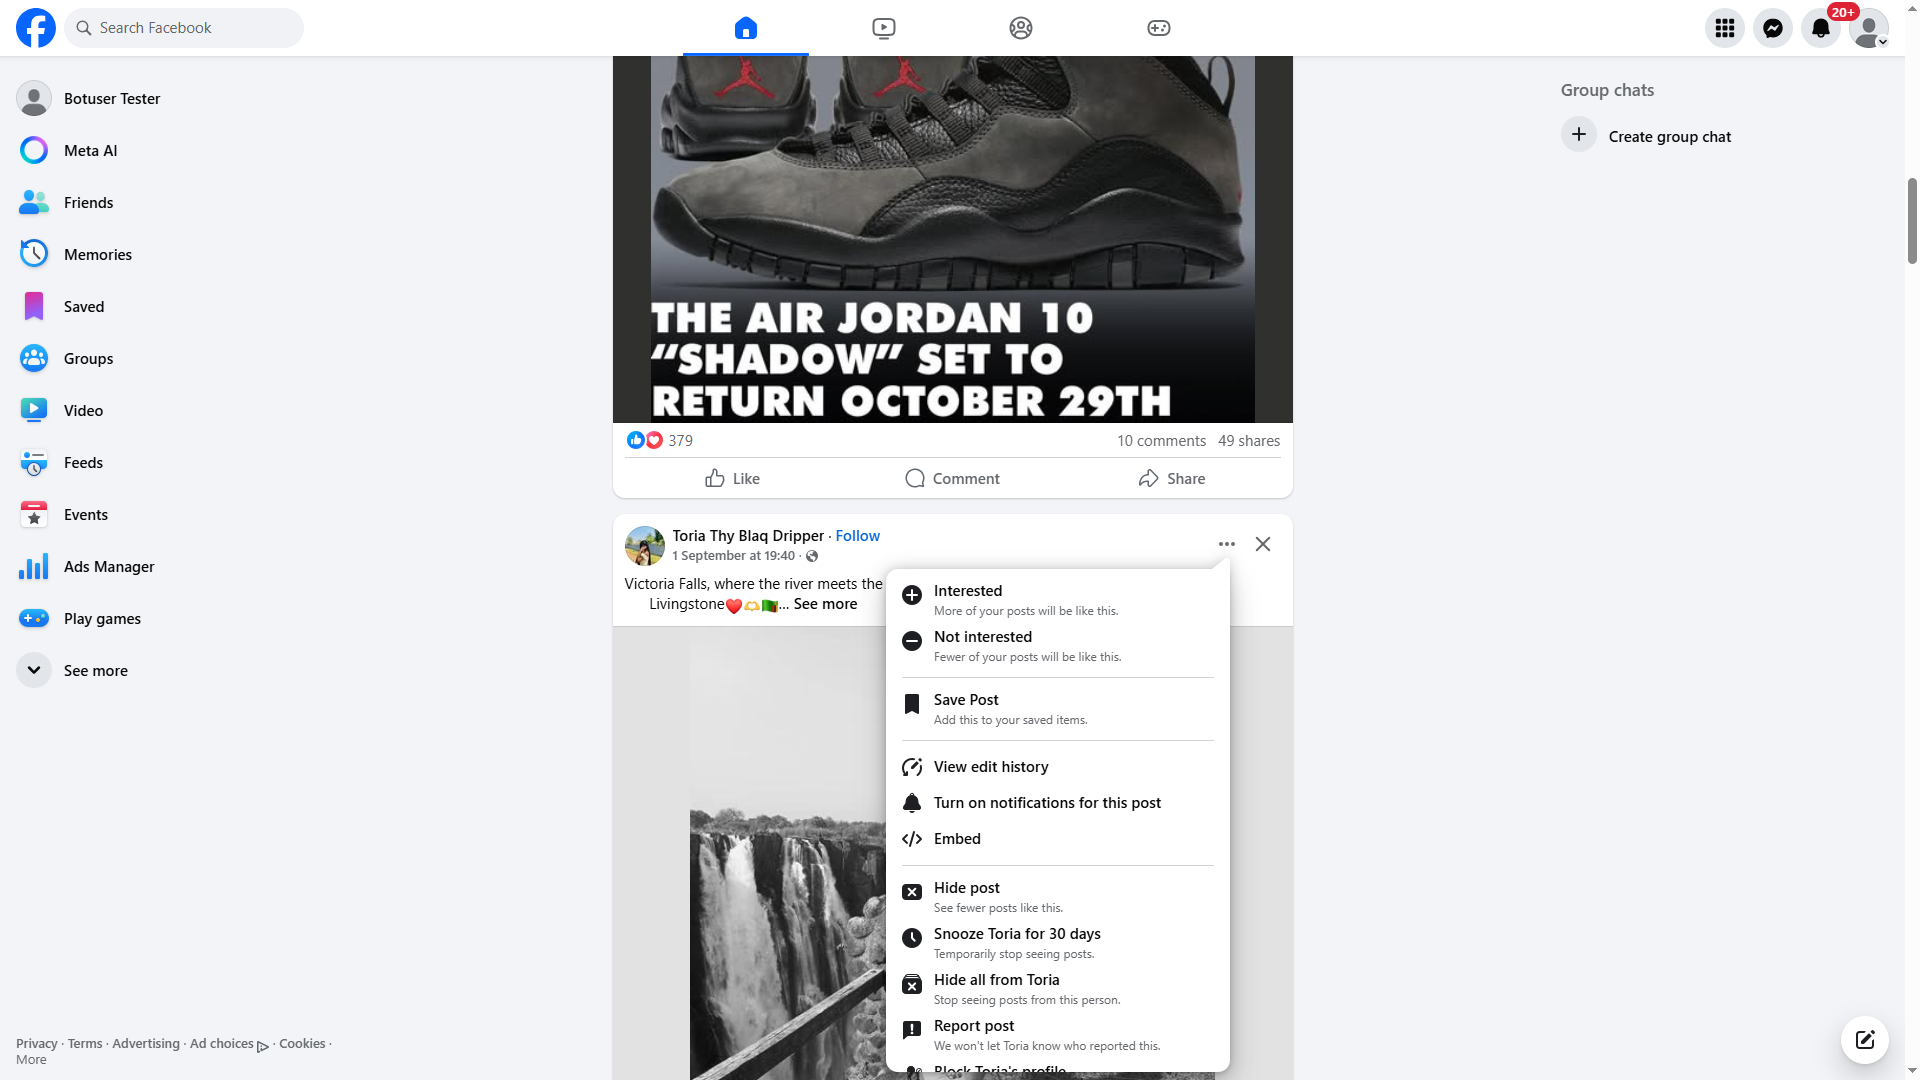 Search Facebook
20+
Botuser Tester
Meta AI
Friends
Memories
Saved
Groups
Video
Feeds
Events
Ads Manager
Play games
See more
Privacy · Terms · Advertising · Ad choices · Cookies ·
More
THE AIR JORDAN 10
“SHADOW” SET TO
RETURN OCTOBER 29TH
379
10 comments 49 shares
Like
Comment
Share
Toria Thy Blaq Dripper · Follow
1 September at 19:40 ·
Victoria Falls, where the river meets the
Livingstone❤️🫶🇿🇲... See more
Interested
More of your posts will be like this.
Not interested
Fewer of your posts will be like this.
Save Post
Add this to your saved items.
View edit history
Turn on notifications for this post
Embed
Hide post
See fewer posts like this.
Snooze Toria for 30 days
Temporarily stop seeing posts.
Hide all from Toria
Stop seeing posts from this person.
Report post
We won't let Toria know who reported this.
Block Toria's profile
Group chats
Create group chat